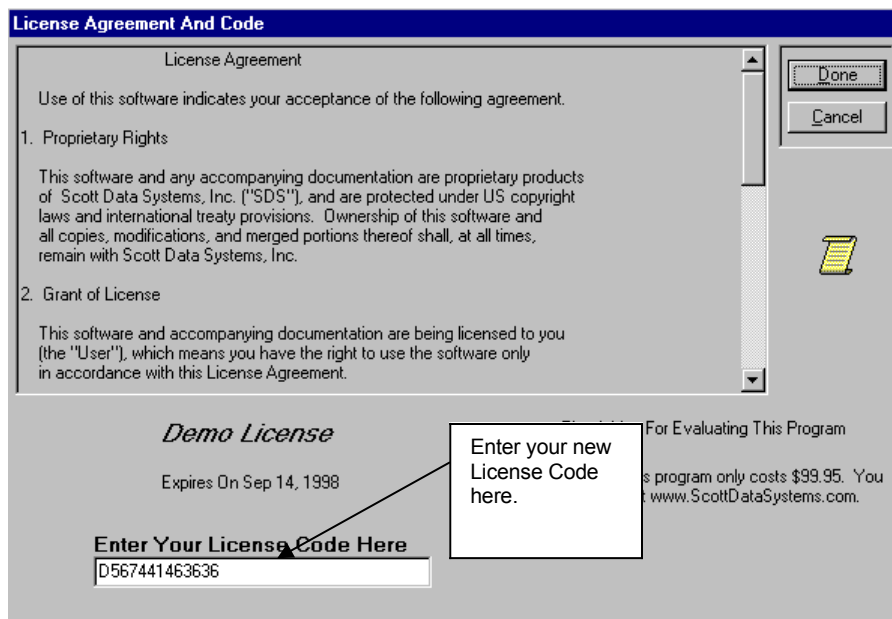 License Agreement And Code
License Agreement
Use of this software indicates your acceptance of the following agreement.
1. Proprietary Rights
This software and any accompanying documentation are proprietary products
of Scott Data Systems, Inc. ("SDS"), and are protected under US copyright
laws and international treaty provisions. Ownership of this software and
all copies, modifications, and merged portions thereof shall, at all times,
remain with Scott Data Systems, Inc.
2. Grant of License
This software and accompanying documentation are being licensed to you
(the "User"), which means you have the right to use the software only
in accordance with this License Agreement.
Done
Cancel
Demo License
Expires On Sep 14, 1998
Enter your new
License Code
here.
For Evaluating This Program
program only costs $99.95. You
www.ScottDataSystems.com.
Enter Your License Code Here
D567441463636